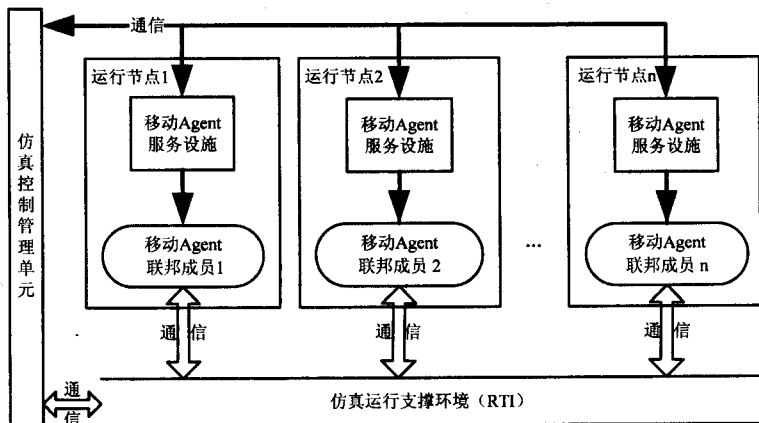 通信
运行节点1
运行节点2
运行节点n
移动Agent
服务设施
移动Agent
服务设施
移动Agent
服务设施
仿真控制管理单元
移动Agent
联邦成员1
移动Agent
联邦成员 2
...
移动Agent
联邦成员 n
通信
通信
通信
通信
仿真运行支撑环境（RTI）